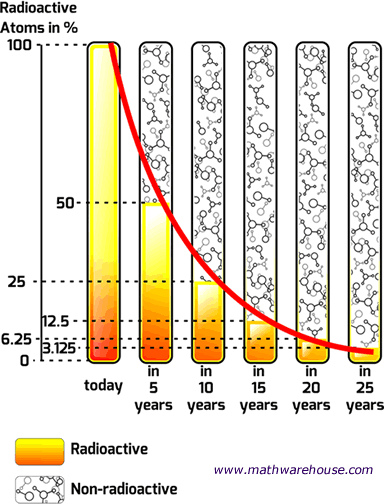 Radioactive
Atoms in %
100
50
25
12.5
6.25
3.125
0
today
in
5
years
in
10
years
in
15
years
in
20
years
in
25
years
Radioactive
Non-radioactive
www.mathwarehouse.com